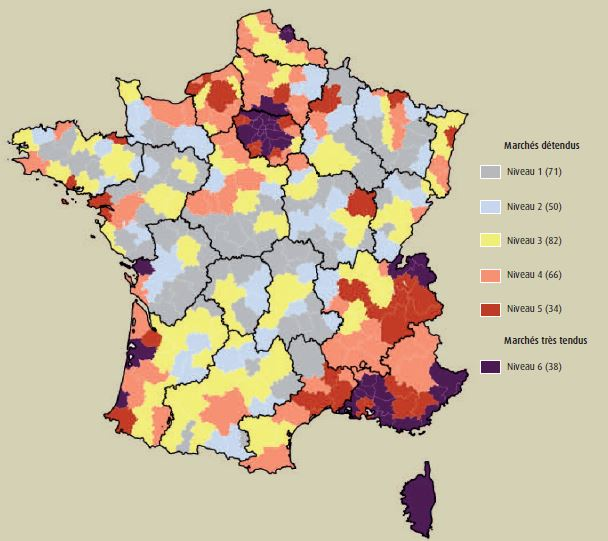 Marchés détendus
Niveau 1 (71)
Niveau 2 (50)
Niveau 3 (82)
Niveau 4 (66)
Niveau 5 (34)
Marchés très tendus
Niveau 6 (38)